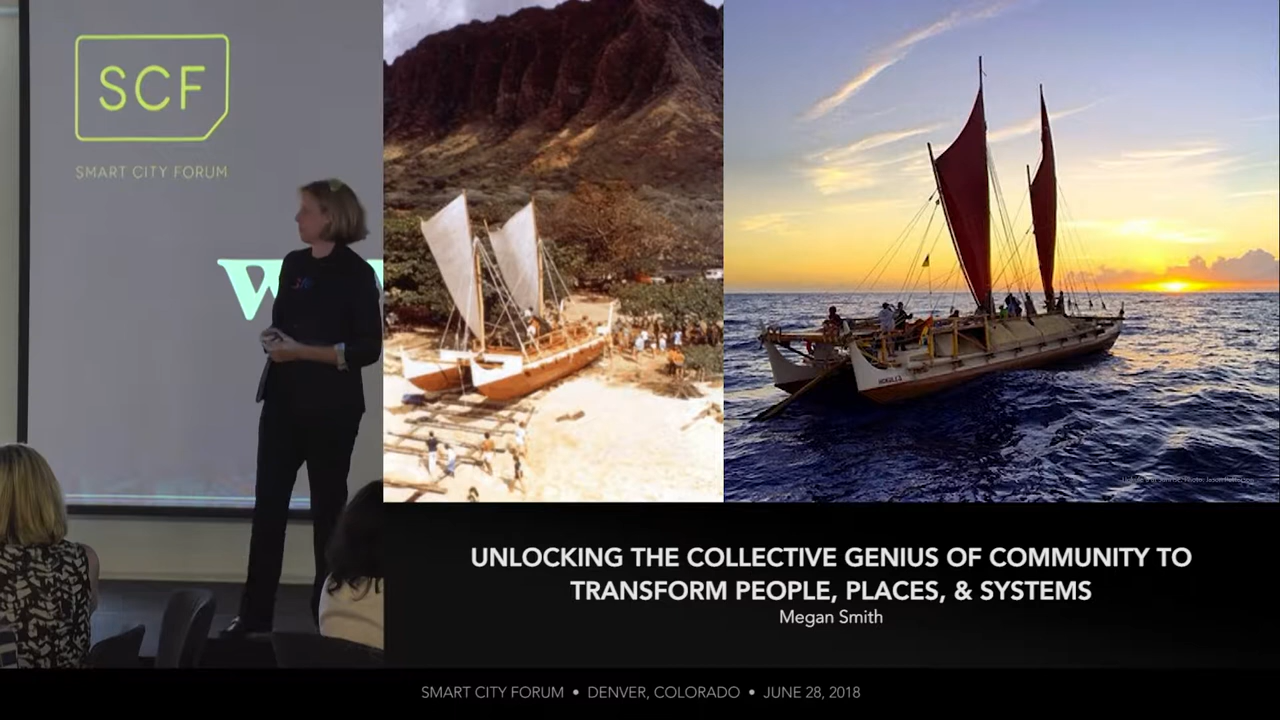 SCF
SMART CITY FORUM
W
HOKULE'A
UNLOCKING THE COLLECTIVE GENIUS OF COMMUNITY TO
TRANSFORM PEOPLE, PLACES, & SYSTEMS
Megan Smith
SMART CITY FORUM • DENVER, COLORADO • JUNE 28, 2018